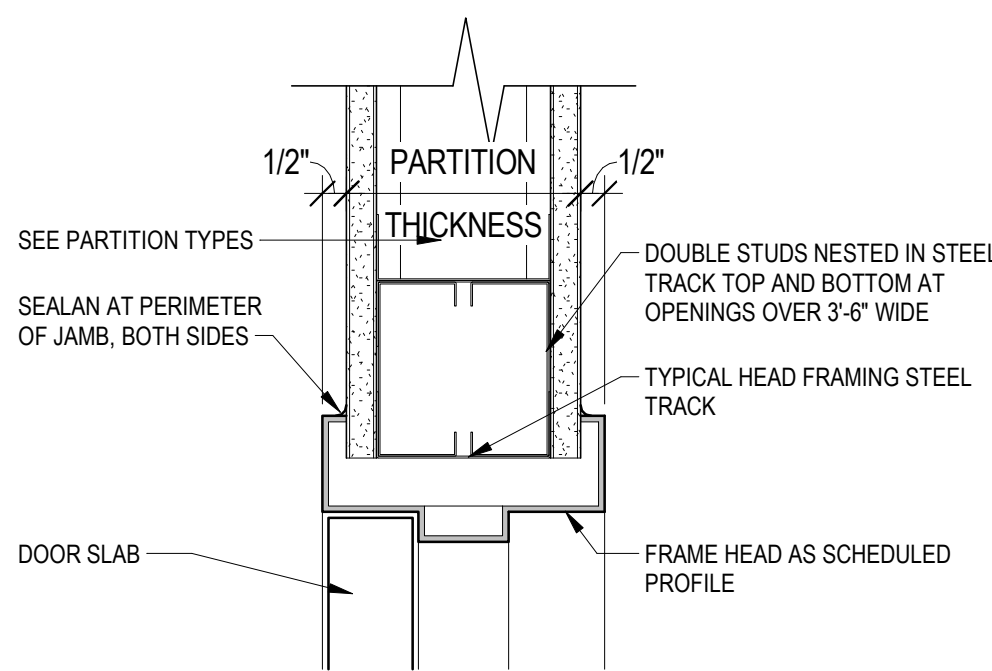 1/2"
PARTITION
1/2"
THICKNESS
SEE PARTITION TYPES
SEALAN AT PERIMETER
OF JAMB, BOTH SIDES
DOUBLE STUDS NESTED IN STEEL
TRACK TOP AND BOTTOM AT
OPENINGS OVER 3'-6" WIDE
TYPICAL HEAD FRAMING STEEL
TRACK
DOOR SLAB
FRAME HEAD AS SCHEDULED
PROFILE